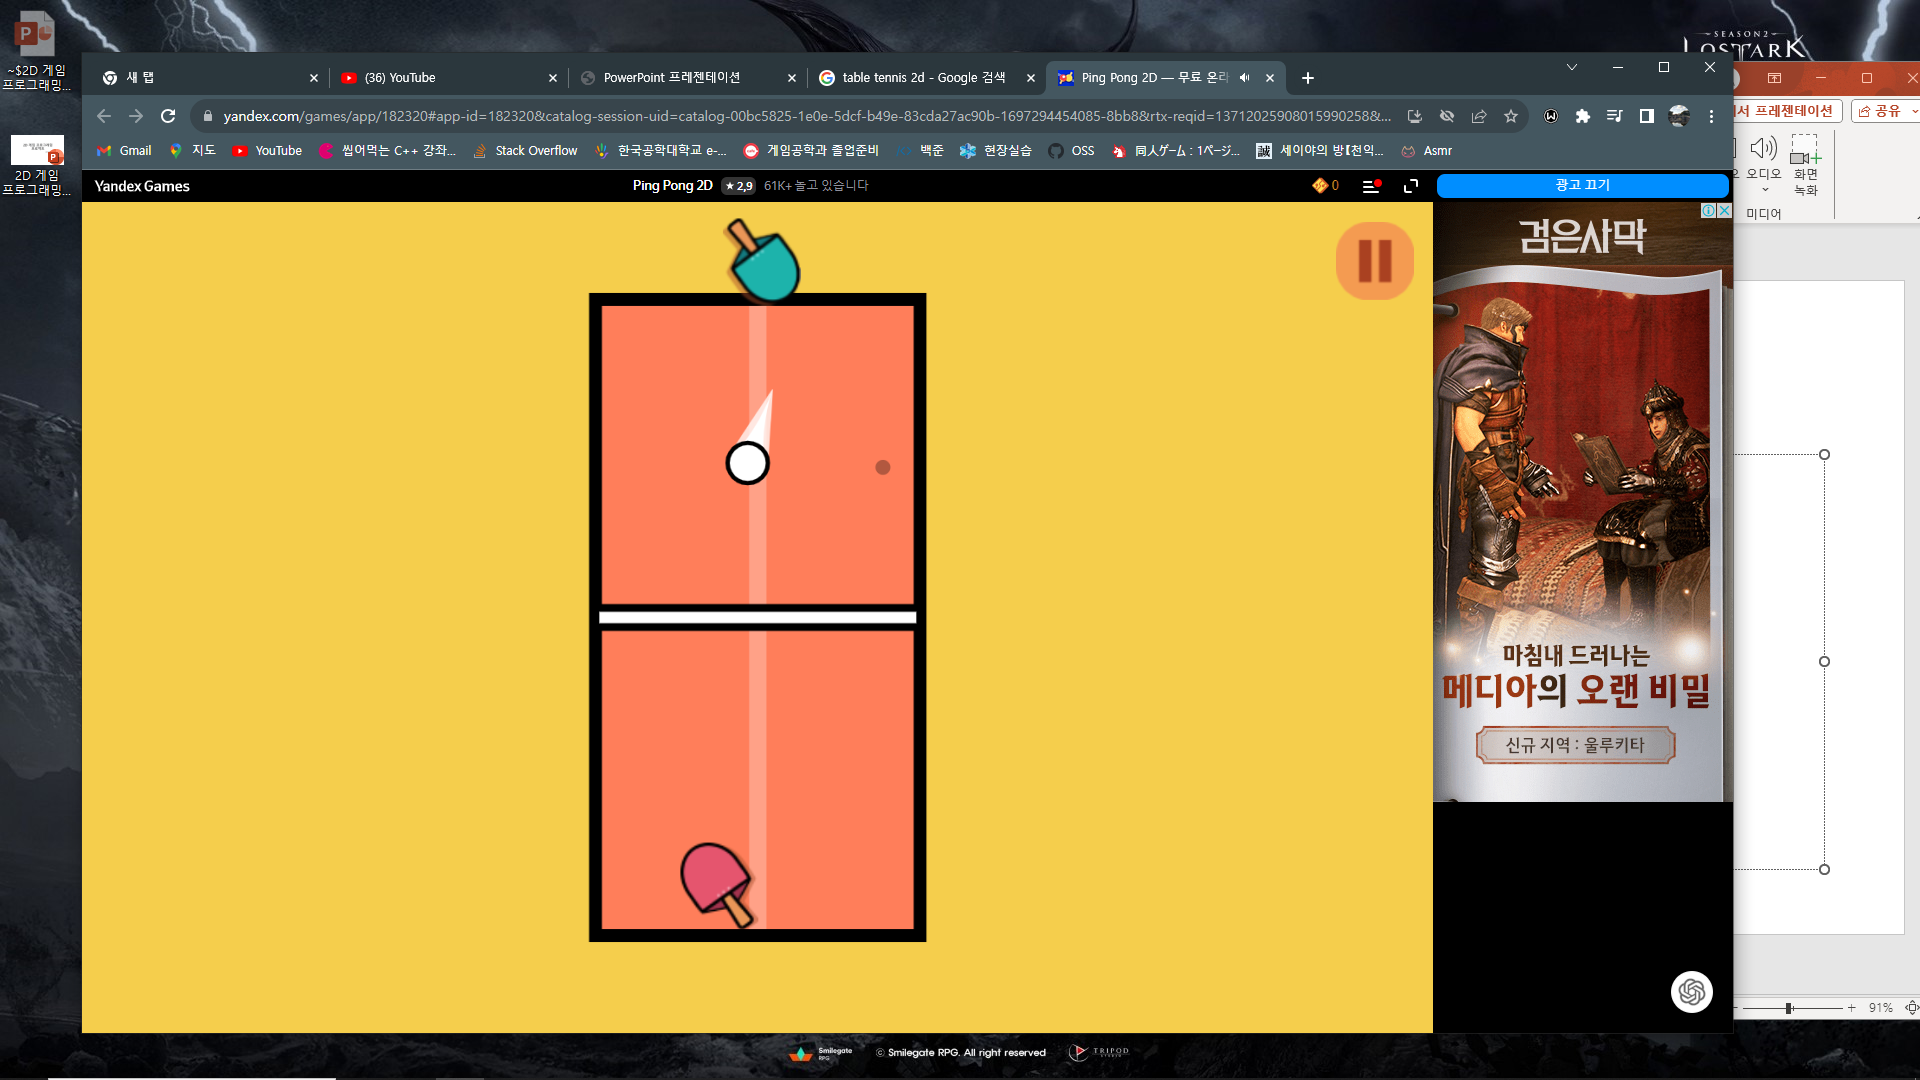 ~$2D 게임
프로그래밍...
2D 게임
프로그래밍...
SEASON2
LOSTARK
새 탭
(36) YouTube
PowerPoint 프레젠테이션
table tennis 2d - Google 검색
Ping Pong 2D — 무료 온라
yandex.com/games/app/182320#app-id=182320&catalog-session-uid=catalog-00bc5825-1e0e-5dcf-b49e-83cda27ac90b-1697294454085-8bb8&rtx-reqid=13712025908015990258&...
Gmail
지도
YouTube
씹어먹는 C++ 강좌...
Stack Overflow
한국공학대학교 e-...
게임공학과 졸업준비
백준
현장실습
OSS
同人ゲーム : 1ページ...
세이야의 방【천익...
Asmr
Yandex Games
Ping Pong 2D
★ 2,9
61K+ 놀고 있습니다
0
광고 끄기
검은사막
마침내 드러나는
메디아의 오랜 비밀
신규 지역 : 울루키타
서 프레젠테이션
공유
오디오
화면
녹화
미디어
91%
Smilegate
RPG
© Smilegate RPG. All right reserved
TRIPOD